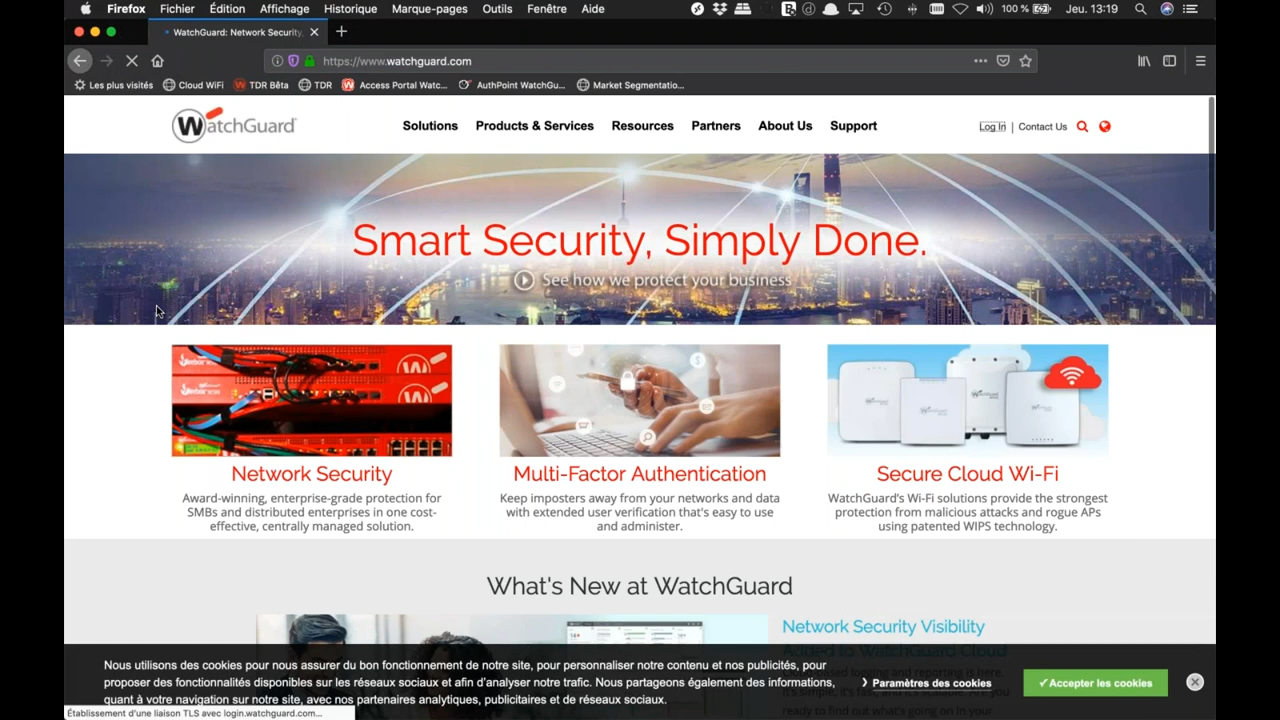 Firefox Fichier Édition Affichage Historique Marque-pages Outils Fenêtre Aide 100 % Jeu. 13:19
WatchGuard: Network Security,
https://www.watchguard.com
Les plus visités Cloud WiFi TDR Bêta TDR Access Portal Watc... AuthPoint WatchGu... Market Segmentatio...
WatchGuard Solutions Products & Services Resources Partners About Us Support Log In | Contact Us
Smart Security, Simply Done.
See how we protect your business
Network Security Multi-Factor Authentication Secure Cloud Wi-Fi
Award-winning, enterprise-grade protection for Keep imposters away from your networks and data WatchGuard's Wi-Fi solutions provide the strongest
SMBs and distributed enterprises in one cost- with extended user verification that's easy to use protection from malicious attacks and rogue APs
effective, centrally managed solution. and administer. using patented WIPS technology.
What's New at WatchGuard
Network Security Visibility
Added to WatchGuard Cloud
Nous utilisons des cookies pour nous assurer du bon fonctionnement de notre site, pour personnaliser notre contenu et nos publicités, pour
proposer des fonctionnalités disponibles sur les réseaux sociaux et afin d'analyser notre trafic. Nous partageons également des informations,
quant à votre navigation sur notre site, avec nos partenaires analytiques, publicitaires et de réseaux sociaux.
Paramètres des cookies
✓Accepter les cookies
Établissement d'une liaison TLS avec login.watchguard.com...